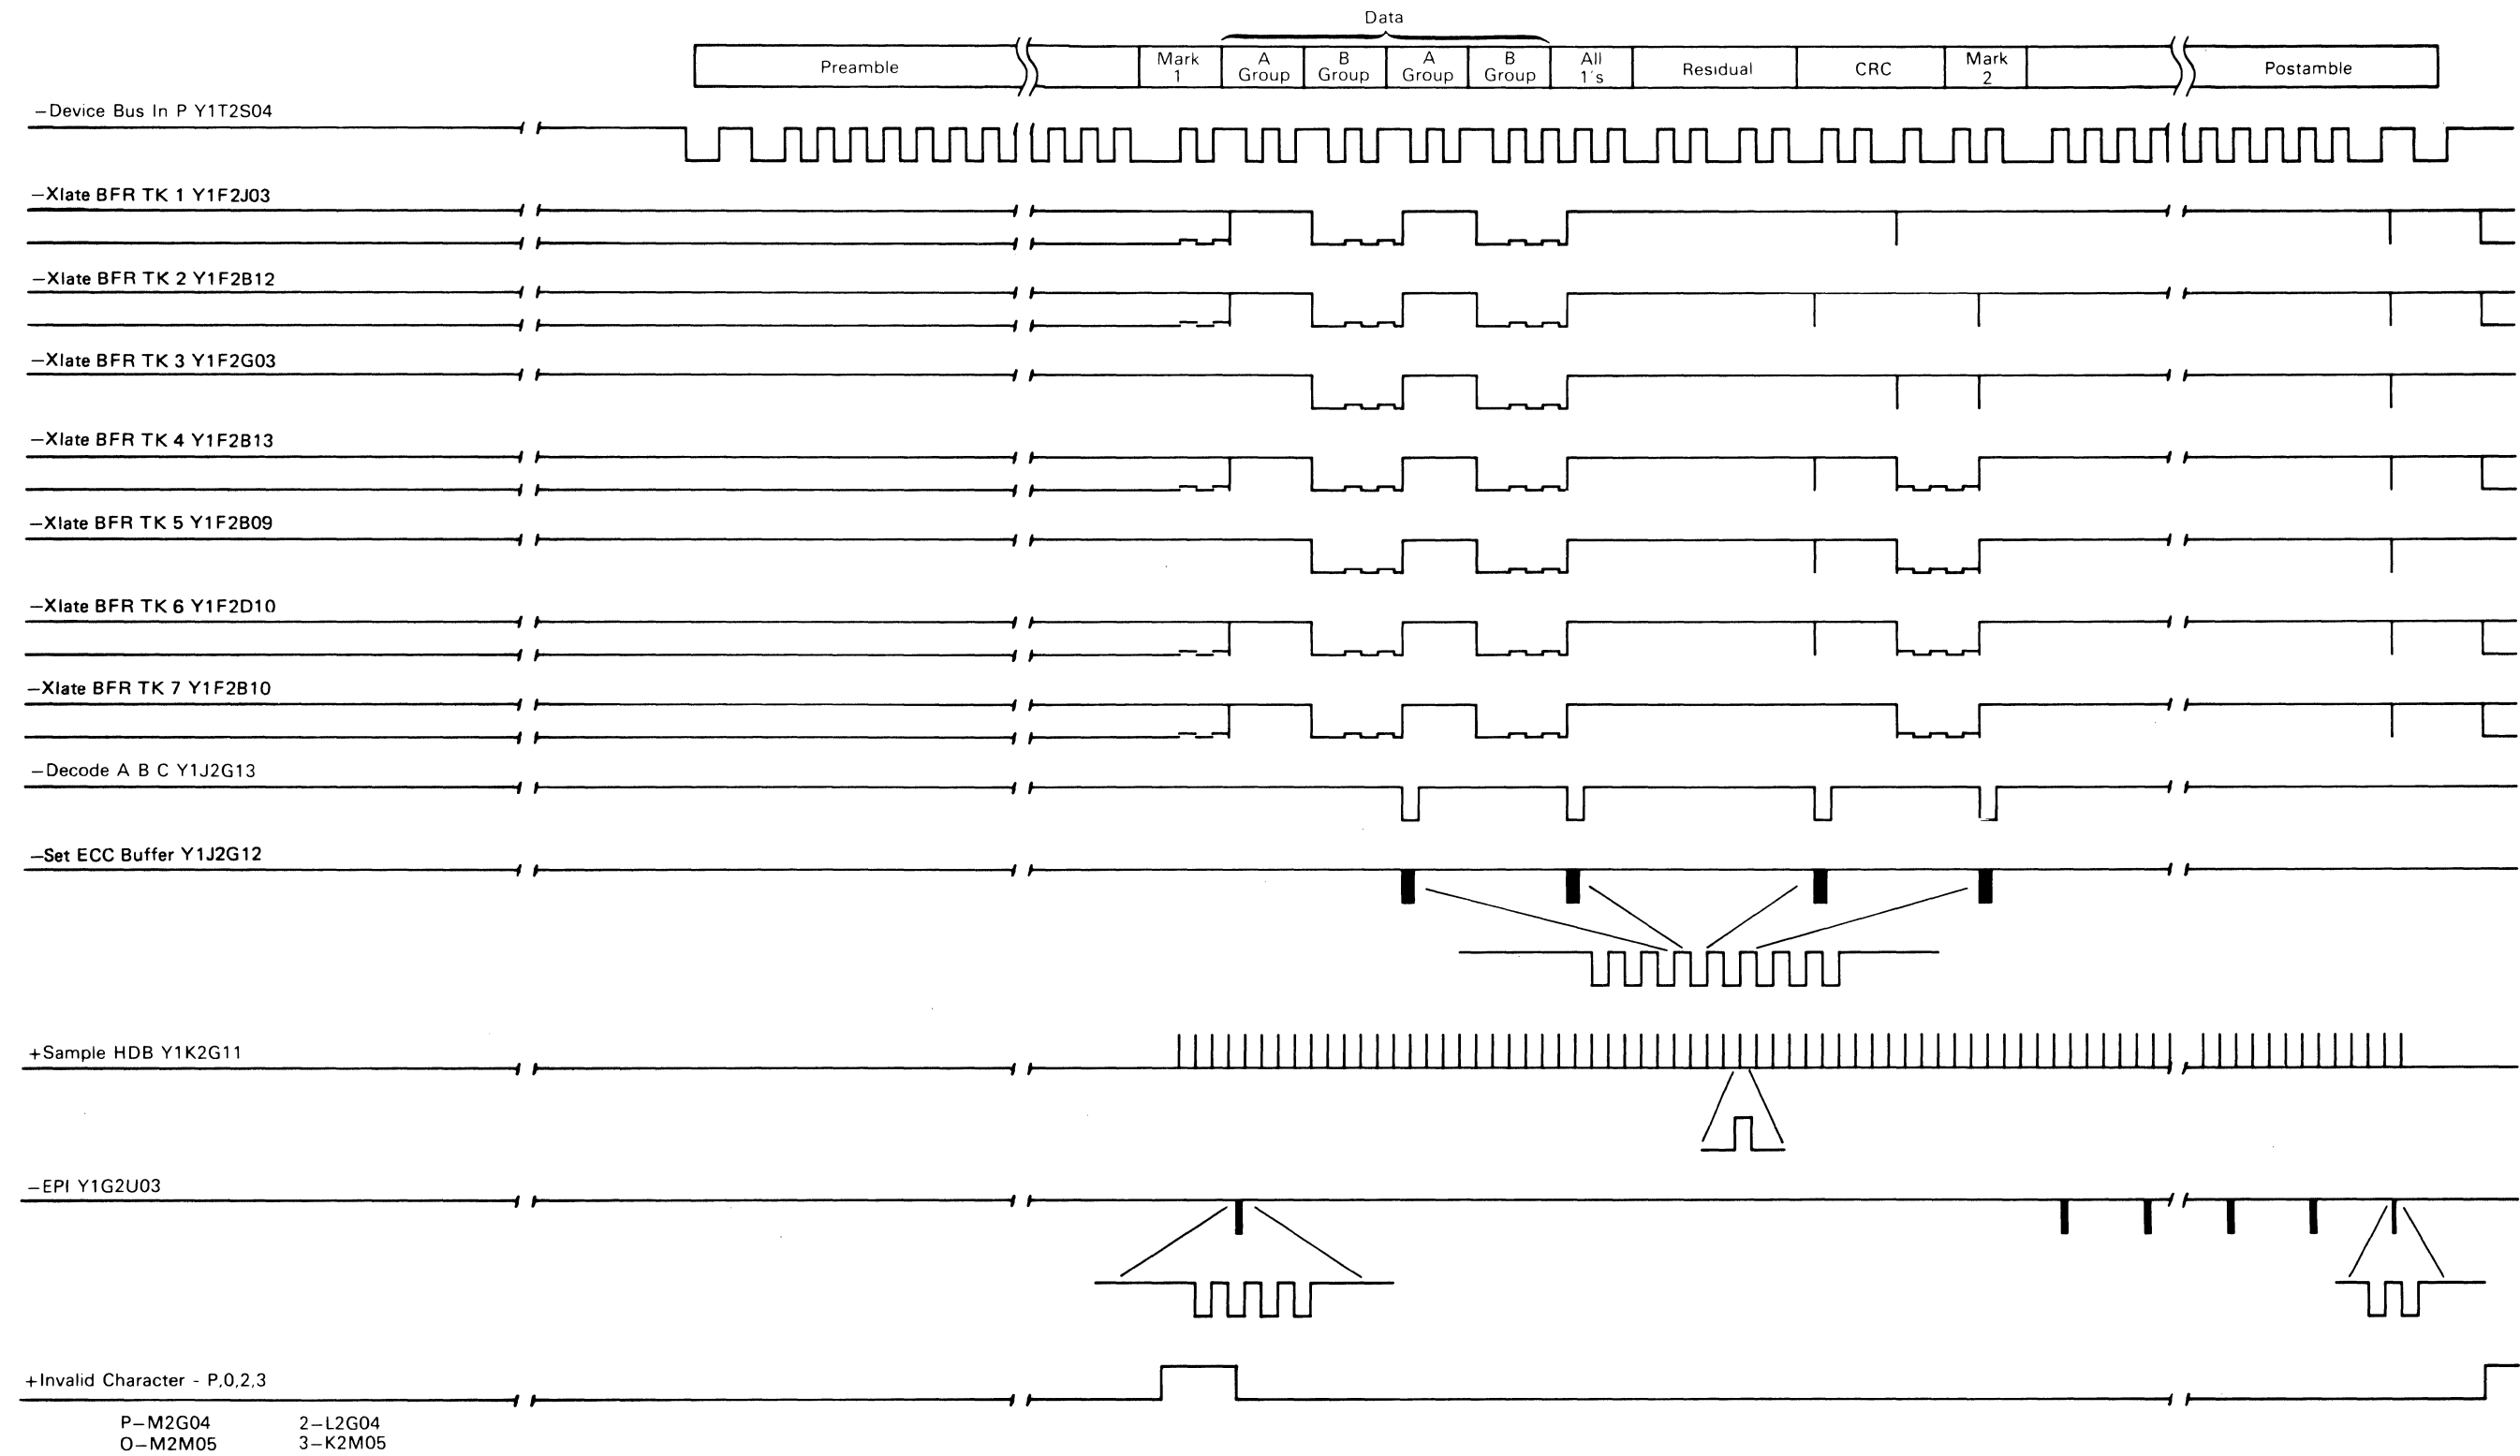 Data
Preamble
Mark 1
A Group
B Group
A Group
B Group
All 1's
Residual
CRC
Mark 2
Postamble
—Device Bus In P Y1T2S04
—Xlate BFR TK 1 Y1F2J03
—Xlate BFR TK 2 Y1F2B12
—Xlate BFR TK 3 Y1F2G03
—Xlate BFR TK 4 Y1F2B13
—Xlate BFR TK 5 Y1F2B09
—Xlate BFR TK 6 Y1F2D10
—Xlate BFR TK 7 Y1F2B10
—Decode A B C Y1J2G13
—Set ECC Buffer Y1J2G12
+Sample HDB Y1K2G11
—EPI Y1G2U03
+Invalid Character - P,0,2,3
P—M2G04 2—L2G04
O—M2M05 3—K2M05